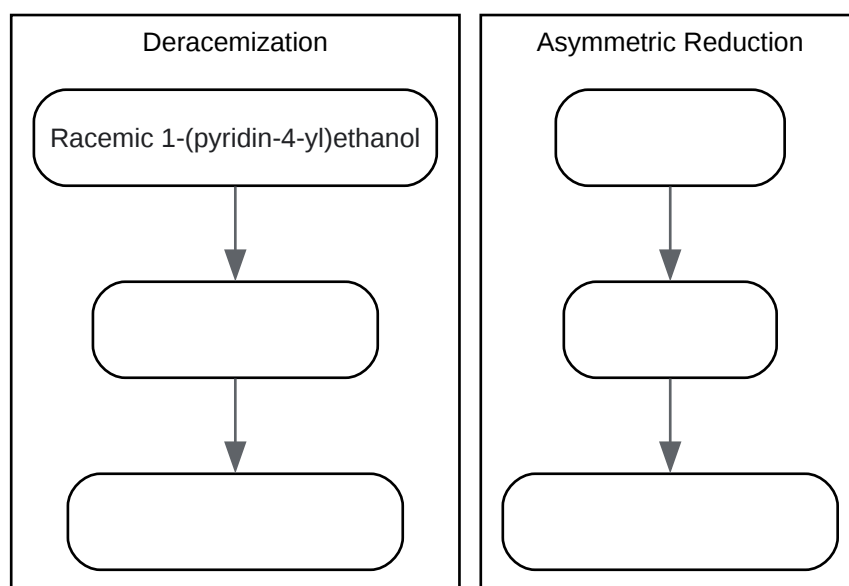 Deracemization
Racemic 1-(pyridin-4-yl)ethanol
Asymmetric Reduction